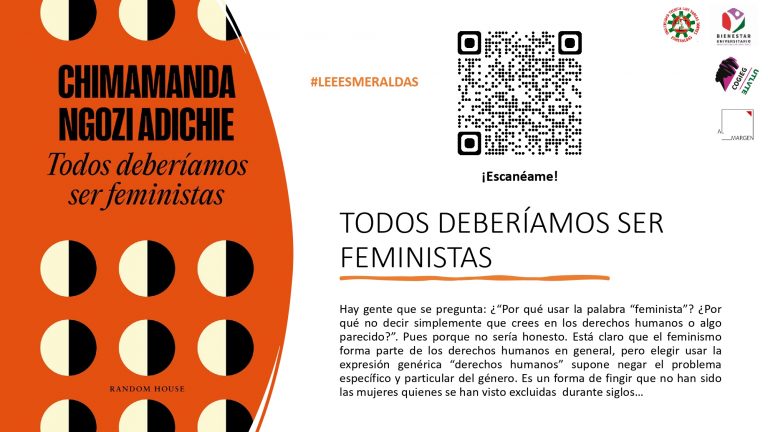 CHIMAMANDA
NGOZI ADICHIE
Todos deberíamos
ser feministas
RANDOM HOUSE
#LEEESMERALDAS
¡Escanéame!
BIENESTAR
UNIVERSITARIO
COGIEG
UTLVTE
AL
MARGEN
TODOS DEBERÍAMOS SER
FEMINISTAS
Hay gente que se pregunta: ¿“Por qué usar la palabra “feminista”? ¿Por
qué no decir simplemente que crees en los derechos humanos o algo
parecido?”. Pues porque no sería honesto. Está claro que el feminismo
forma parte de los derechos humanos en general, pero elegir usar la
expresión genérica “derechos humanos” supone negar el problema
específico y particular del género. Es un forma de fingir que no han sido
las mujeres quienes se han visto excluidas durante siglos…